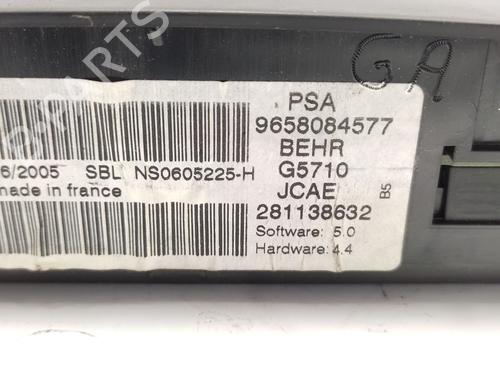 GA
PSA
9658084577
BEHR
6/2005 SBL NS0605225-H G5710
made in france JCAE B5
281138632
Software: 5.0
Hardware: 4.4
B-PARTS